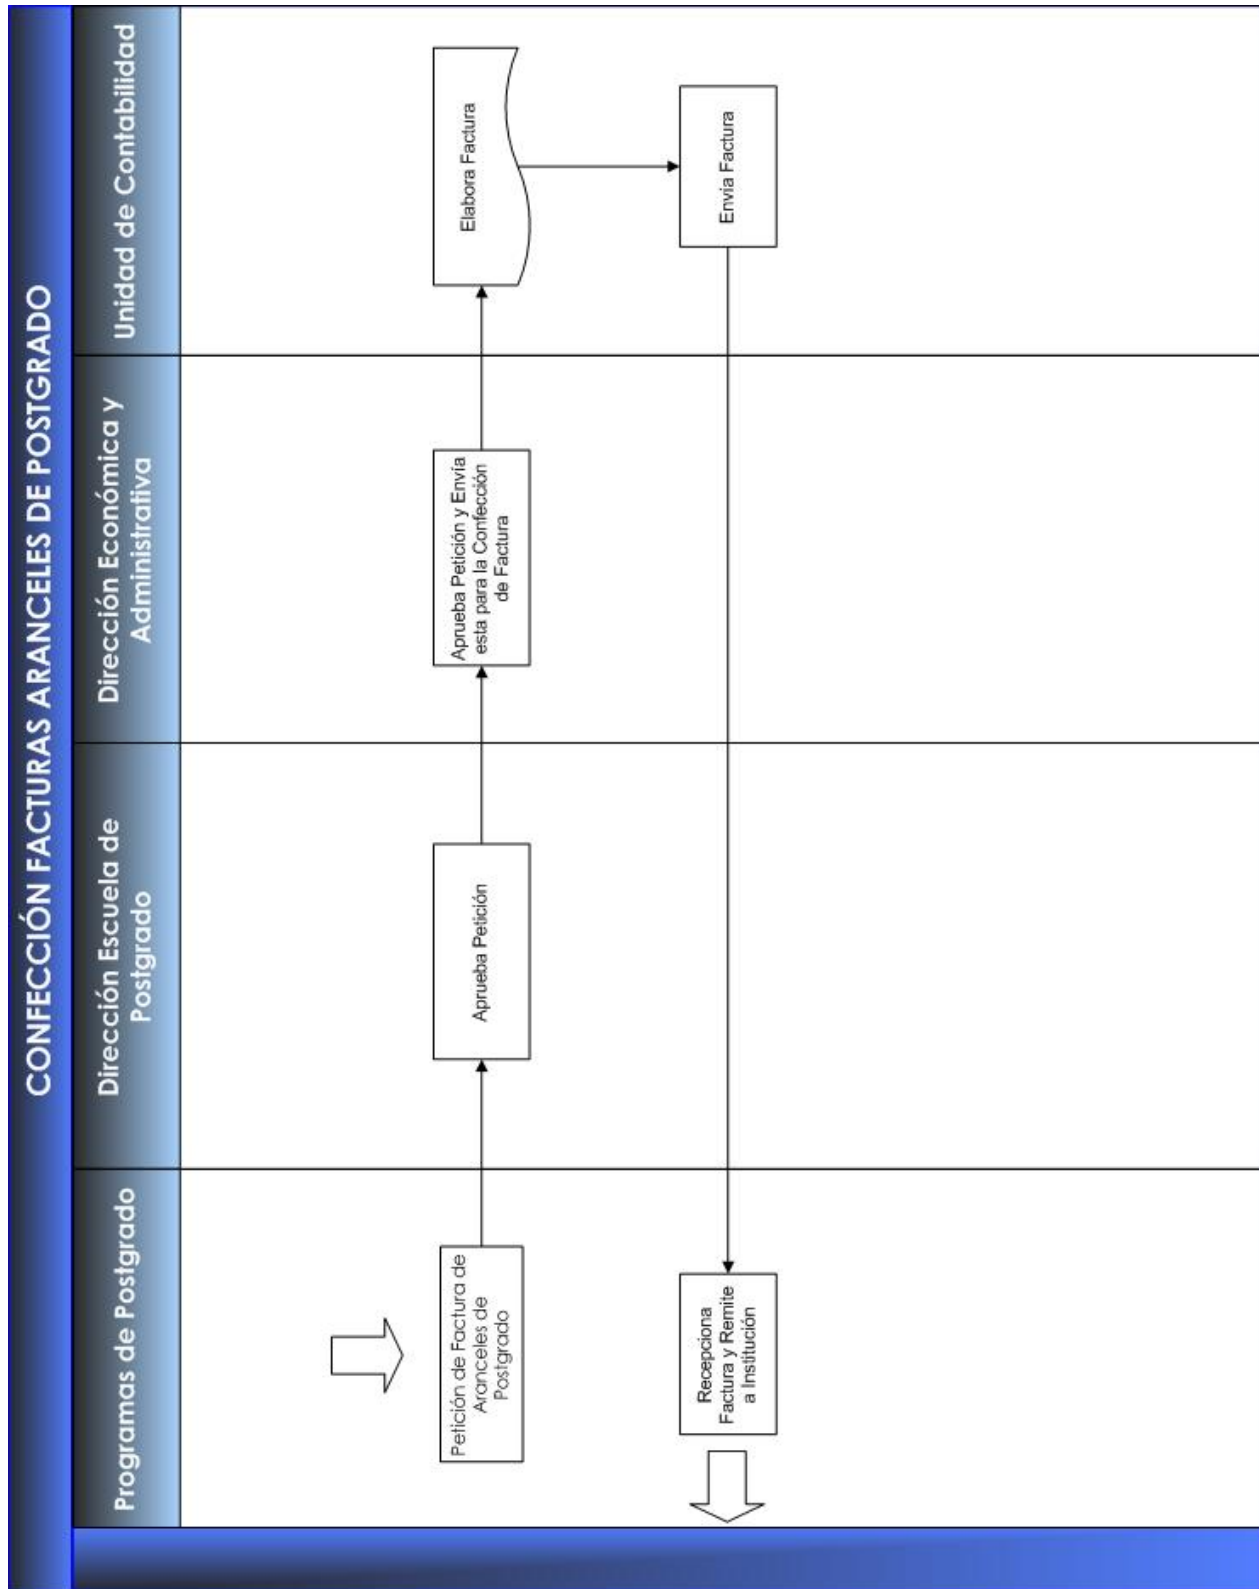 CONFECCIÓN FACTURAS ARANCELES DE POSTGRADO
Programas de Postgrado
Dirección Escuela de
Postgrado
Dirección Económica y
Administrativa
Unidad de Contabilidad
Petición de Factura de
Aranceles de
Postgrado
Aprueba Petición
Aprueba Petición y Envía
esta para la Confección
de Factura
Elabora Factura
Recepciona
Factura y Remite
a Institución
Envia Factura